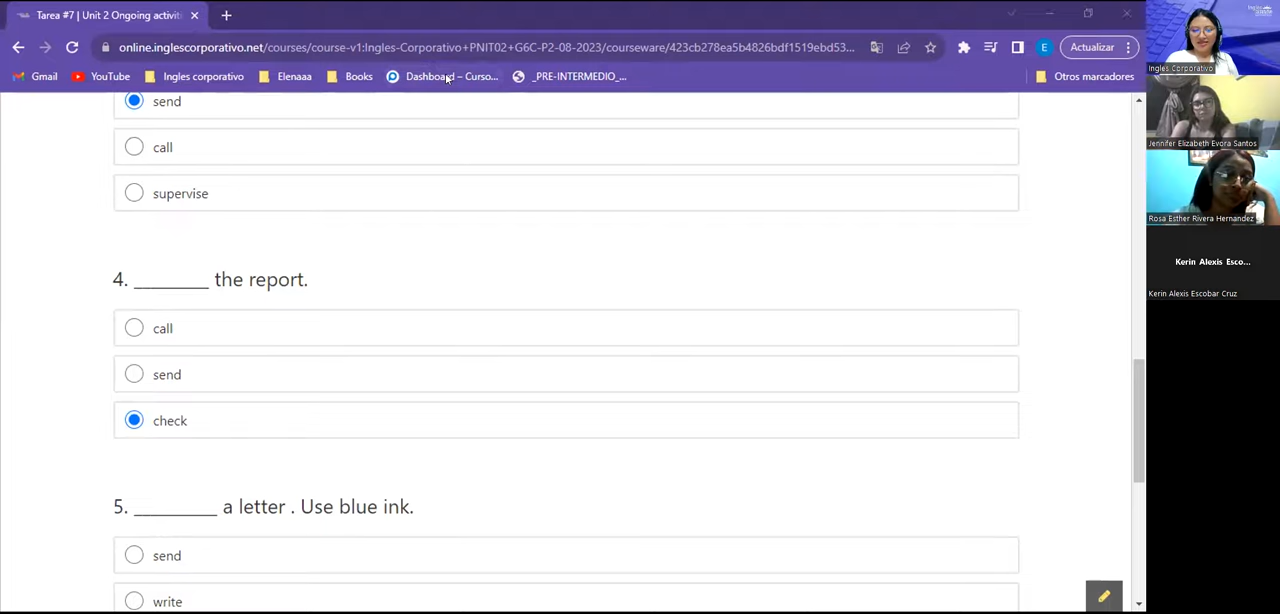 Tarea #7 | Unit 2 Ongoing activit
online.inglescorporativo.net/courses/course-v1:Ingles-Corporativo+PNIT02+G6C-P2-08-2023/courseware/423cb278ea5b4826bdf1519ebd53...
E
Actualizar
Gmail
YouTube
Ingles corporativo
Elenaaa
Books
Dashboard – Curso...
_PRE-INTERMEDIO_...
Otros marcadores
send
call
supervise
4. ________ the report.
call
send
check
5. _________ a letter . Use blue ink.
send
write
Ingles Corporativo
Jennifer Elizabeth Evora Santos
Rosa Esther Rivera Hernandez
Kerin Alexis Esco...
Kerin Alexis Escobar Cruz